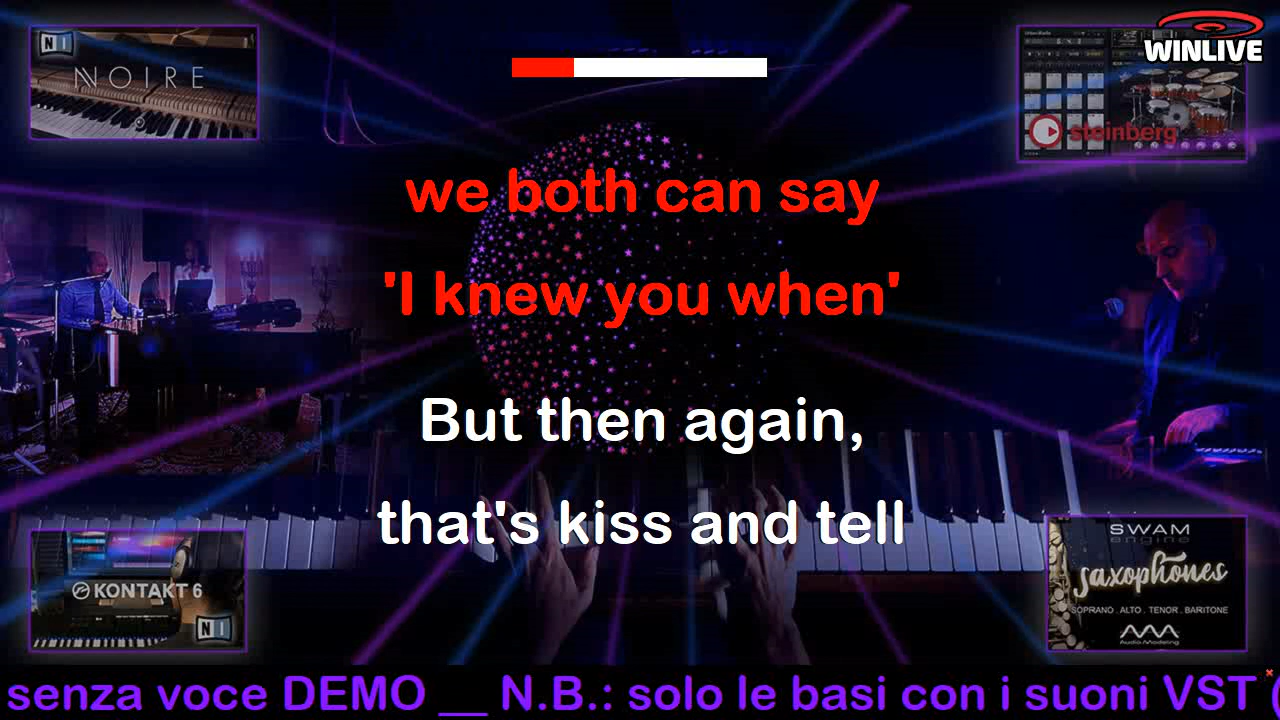 NI
NOIRE
WINLIVE
steinberg
we both can say
'I knew you when'
But then again,
that's kiss and tell
KONTAKT 6
NI
SWAM
engine
saxophones
SOPRANO . ALTO . TENOR . BARITONE
Audio Modeling
senza voce DEMO __ N.B.: solo le basi con i suoni VST (